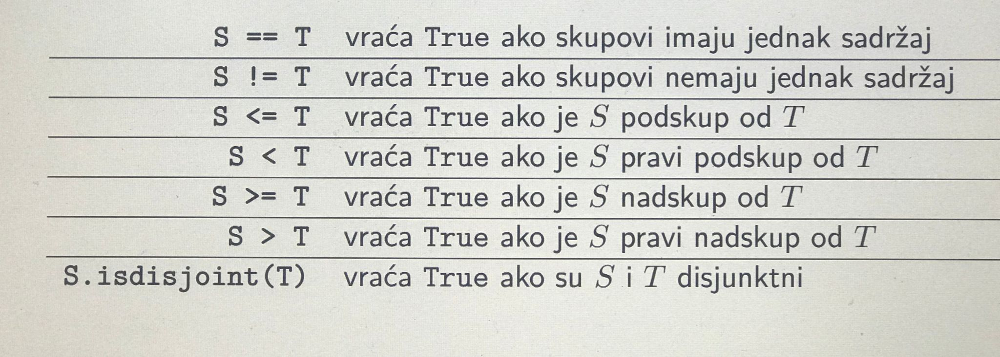 S == T vraća True ako skupovi imaju jednak sadržaj
S != T vraća True ako skupovi nemaju jednak sadržaj
S <= T vraća True ako je S podskup od T
S < T vraća True ako je S pravi podskup od T
S >= T vraća True ako je S nadskup od T
S > T vraća True ako je S pravi nadskup od T
S.isdisjoint(T) vraća True ako su S i T disjunktni